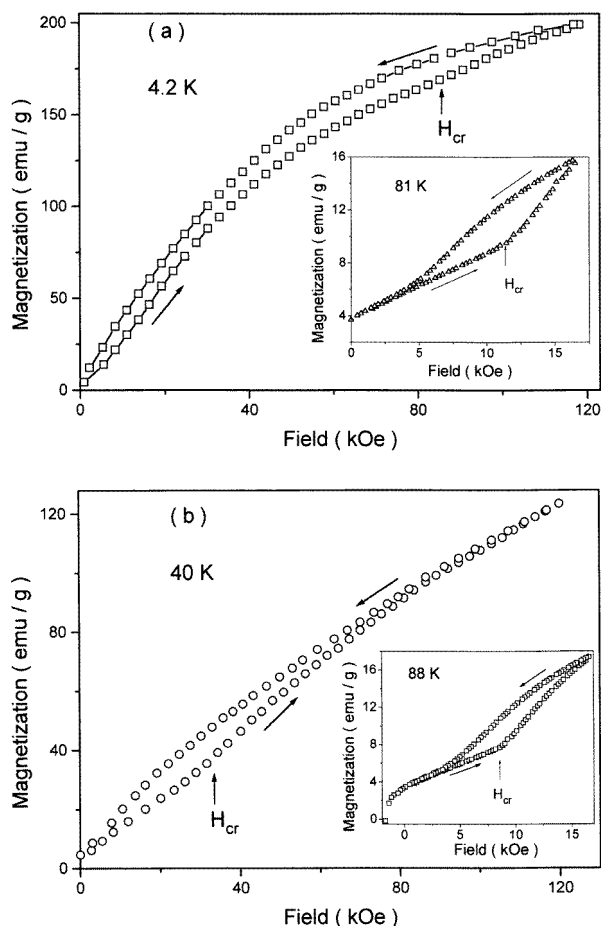 ( a )
4.2 K
Magnetization ( emu / g )
200
150
100
50
0
0
40
80
120
Field ( kOe )
H_cr
81 K
Magnetization ( emu / g )
16
12
8
4
0
5
10
15
Field ( kOe )
H_cr
( b )
40 K
Magnetization ( emu / g )
120
80
40
0
0
40
80
120
Field ( kOe )
H_cr
88 K
Magnetization ( emu / g )
16
12
8
4
0
0
5
10
15
Field ( kOe )
H_cr